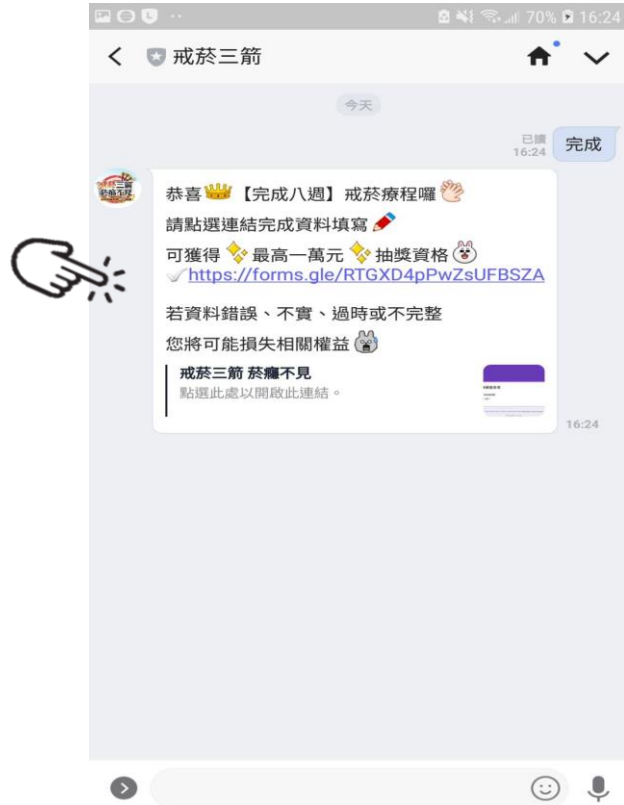 70% 16:24
戒菸三箭
今天
已讀
16:24
完成
恭喜👑【完成八週】戒菸療程囉👏
請點選連結完成資料填寫🖍
可獲得✨最高一萬元✨抽獎資格
✓https://forms.gle/RTGXD4pPwZsUFBSZA
若資料錯誤、不實、過時或不完整
您將可能損失相關權益
戒菸三箭 菸癮不見
點選此處以開啟此連結。
16:24